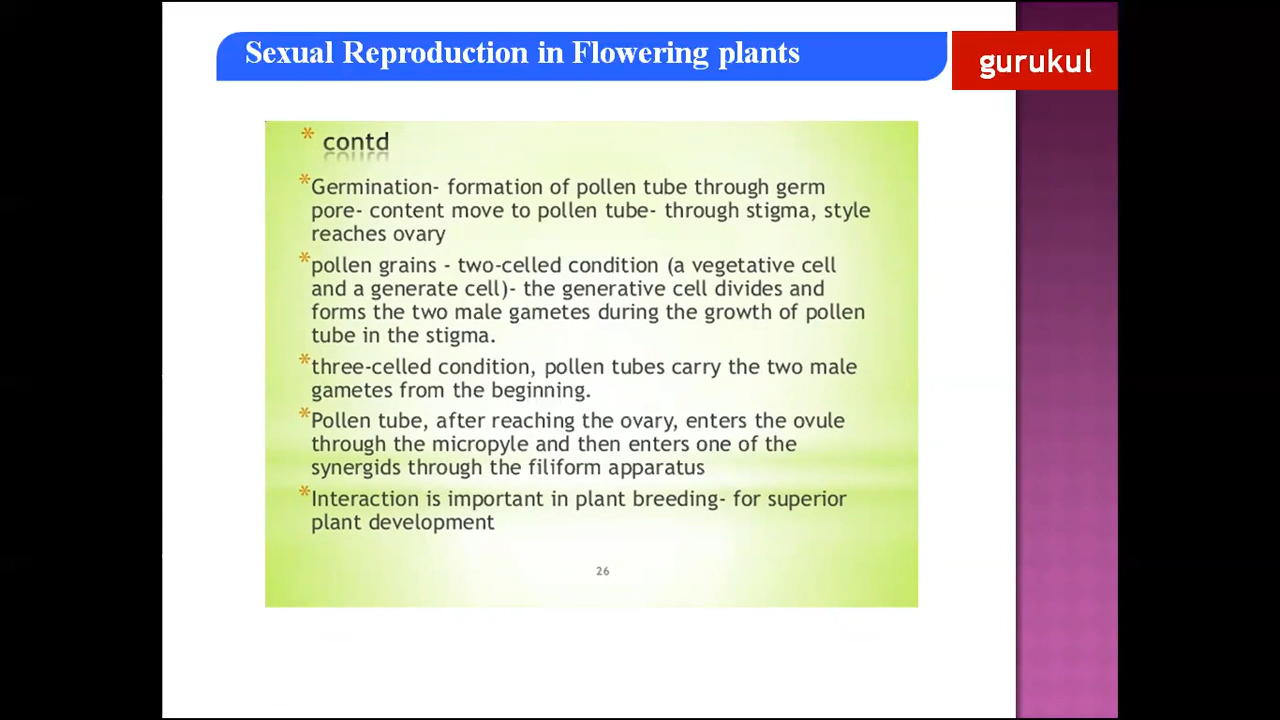 Sexual Reproduction in Flowering plants
gurukul
* contd
*Germination- formation of pollen tube through germ
pore- content move to pollen tube- through stigma, style
reaches ovary
*pollen grains - two-celled condition (a vegetative cell
and a generate cell)- the generative cell divides and
forms the two male gametes during the growth of pollen
tube in the stigma.
*three-celled condition, pollen tubes carry the two male
gametes from the beginning.
*Pollen tube, after reaching the ovary, enters the ovule
through the micropyle and then enters one of the
synergids through the filiform apparatus
*Interaction is important in plant breeding- for superior
plant development
26